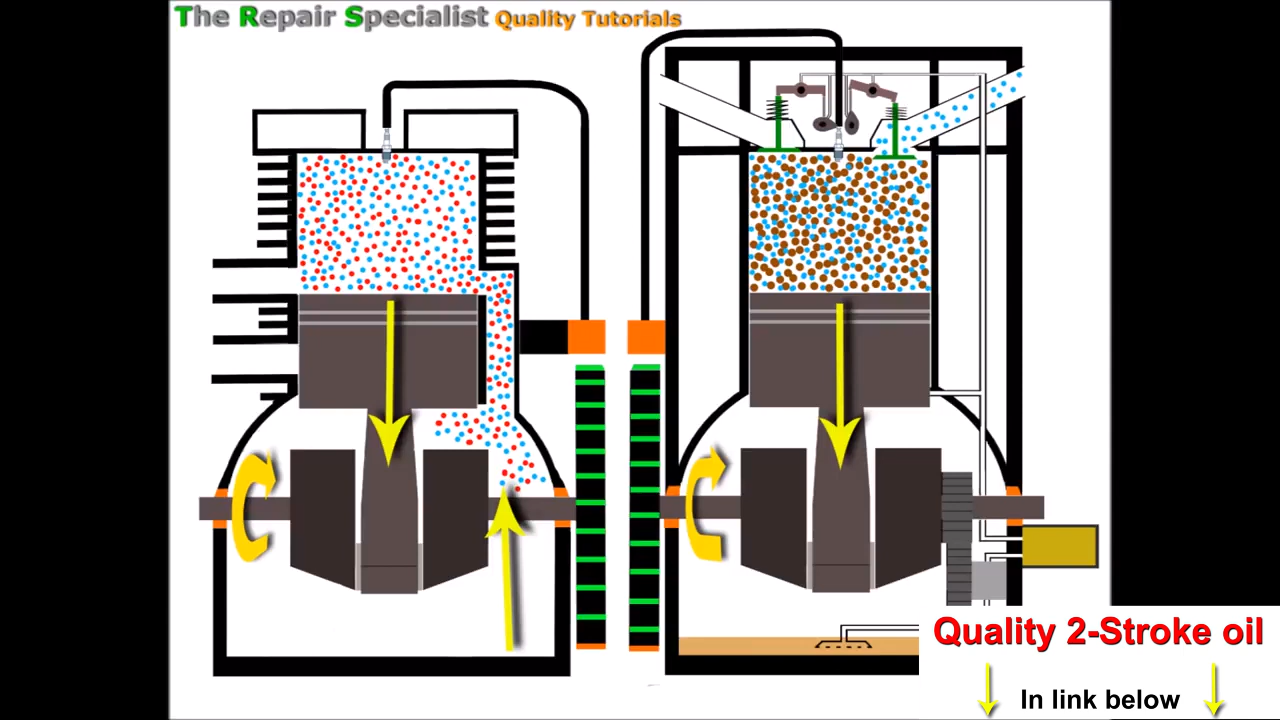 The Repair Specialist Quality Tutorials
Quality 2-Stroke oil
In link below